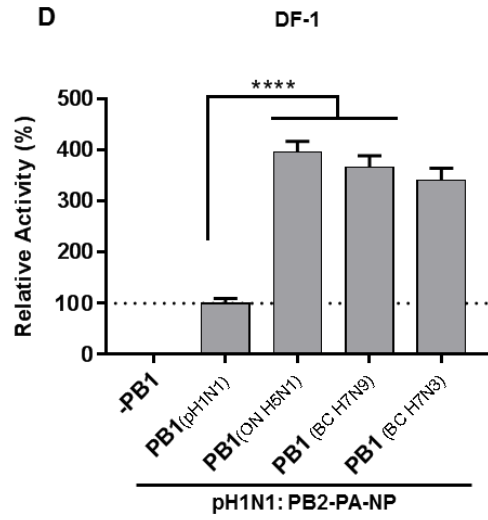 D
DF-1
****
Relative Activity (%)
500
400
300
200
100
0
-PB1
PB1(pH1N1)
PB1(ON H5N1)
PB1 (BC H7N9)
PB1 (BC H7N3)
pH1N1: PB2-PA-NP